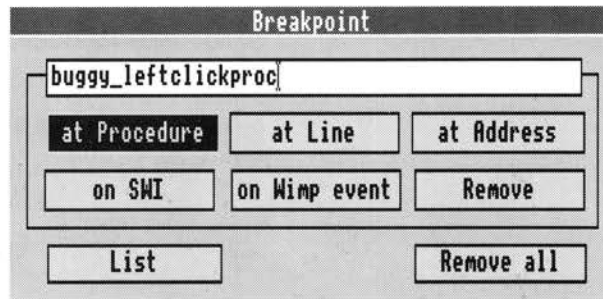 Breakpoint
buggy_leftclickproc
at Procedure at Line at Address
on SWI on Wimp event Remove
List Remove all